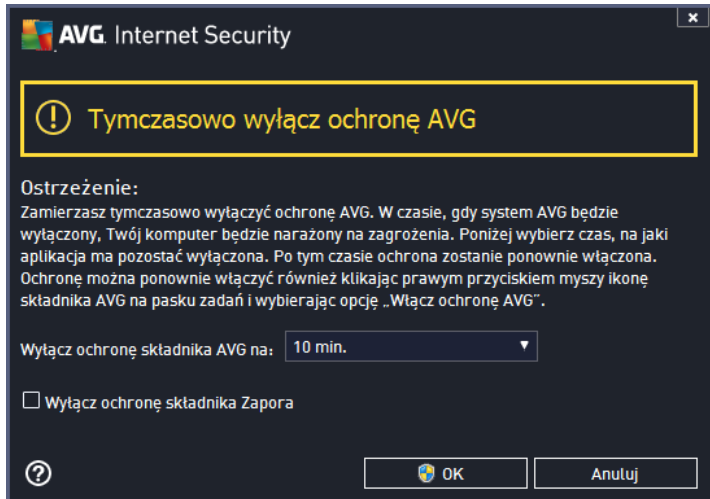 AVG. Internet Security
Tymczasowo wyłącz ochronę AVG
Ostrzeżenie:
Zamierzasz tymczasowo wyłączyć ochronę AVG. W czasie, gdy system AVG będzie
wyłączony, Twój komputer będzie narażony na zagrożenia. Poniżej wybierz czas, na jaki
aplikacja ma pozostać wyłączona. Po tym czasie ochrona zostanie ponownie włączona.
Ochronę można ponownie włączyć również klikając prawym przyciskiem myszy ikonę
składnika AVG na pasku zadań i wybierając opcję „Włącz ochronę AVG”.
Wyłącz ochronę składnika AVG na: 10 min.
Wyłącz ochronę składnika Zapora
OK Anuluj